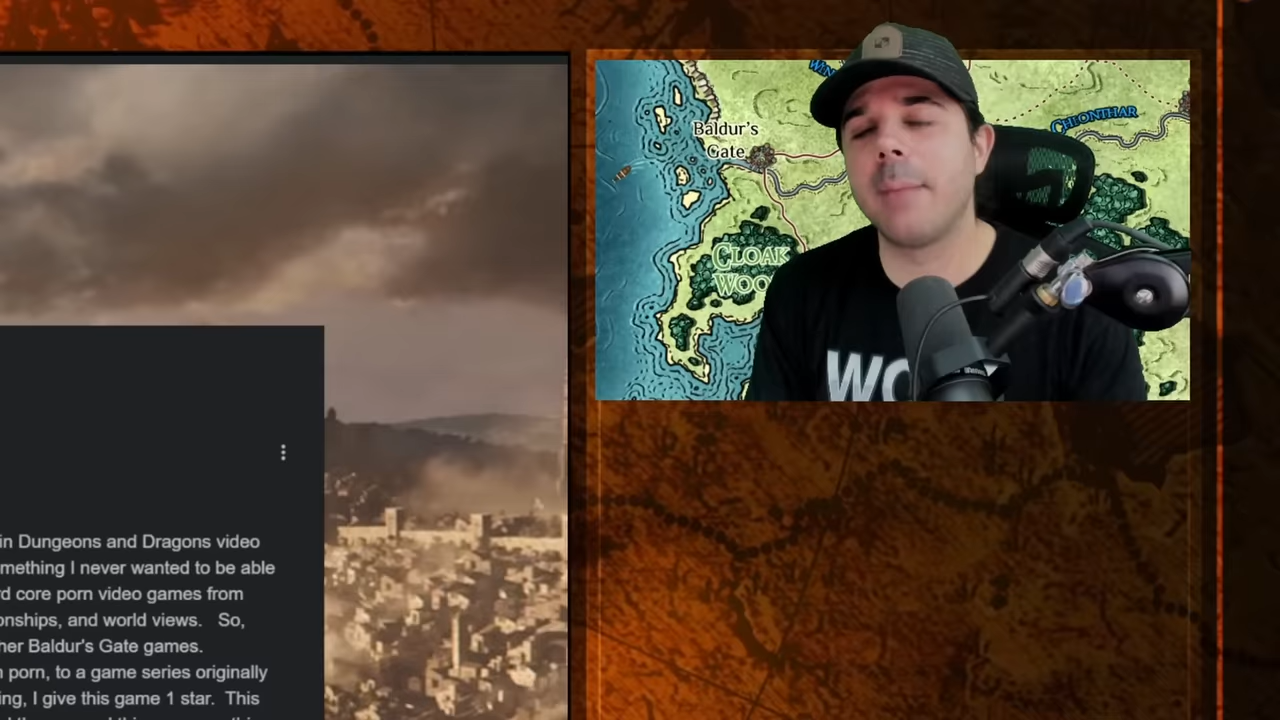 Baldur's
Gate
CHIONTHAR
CLOAK
WOO
WO
in Dungeons and Dragons video
mething I never wanted to be able
rd core porn video games from
onships, and world views. So,
her Baldur's Gate games.
n porn, to a game series originally
ing, I give this game 1 star. This